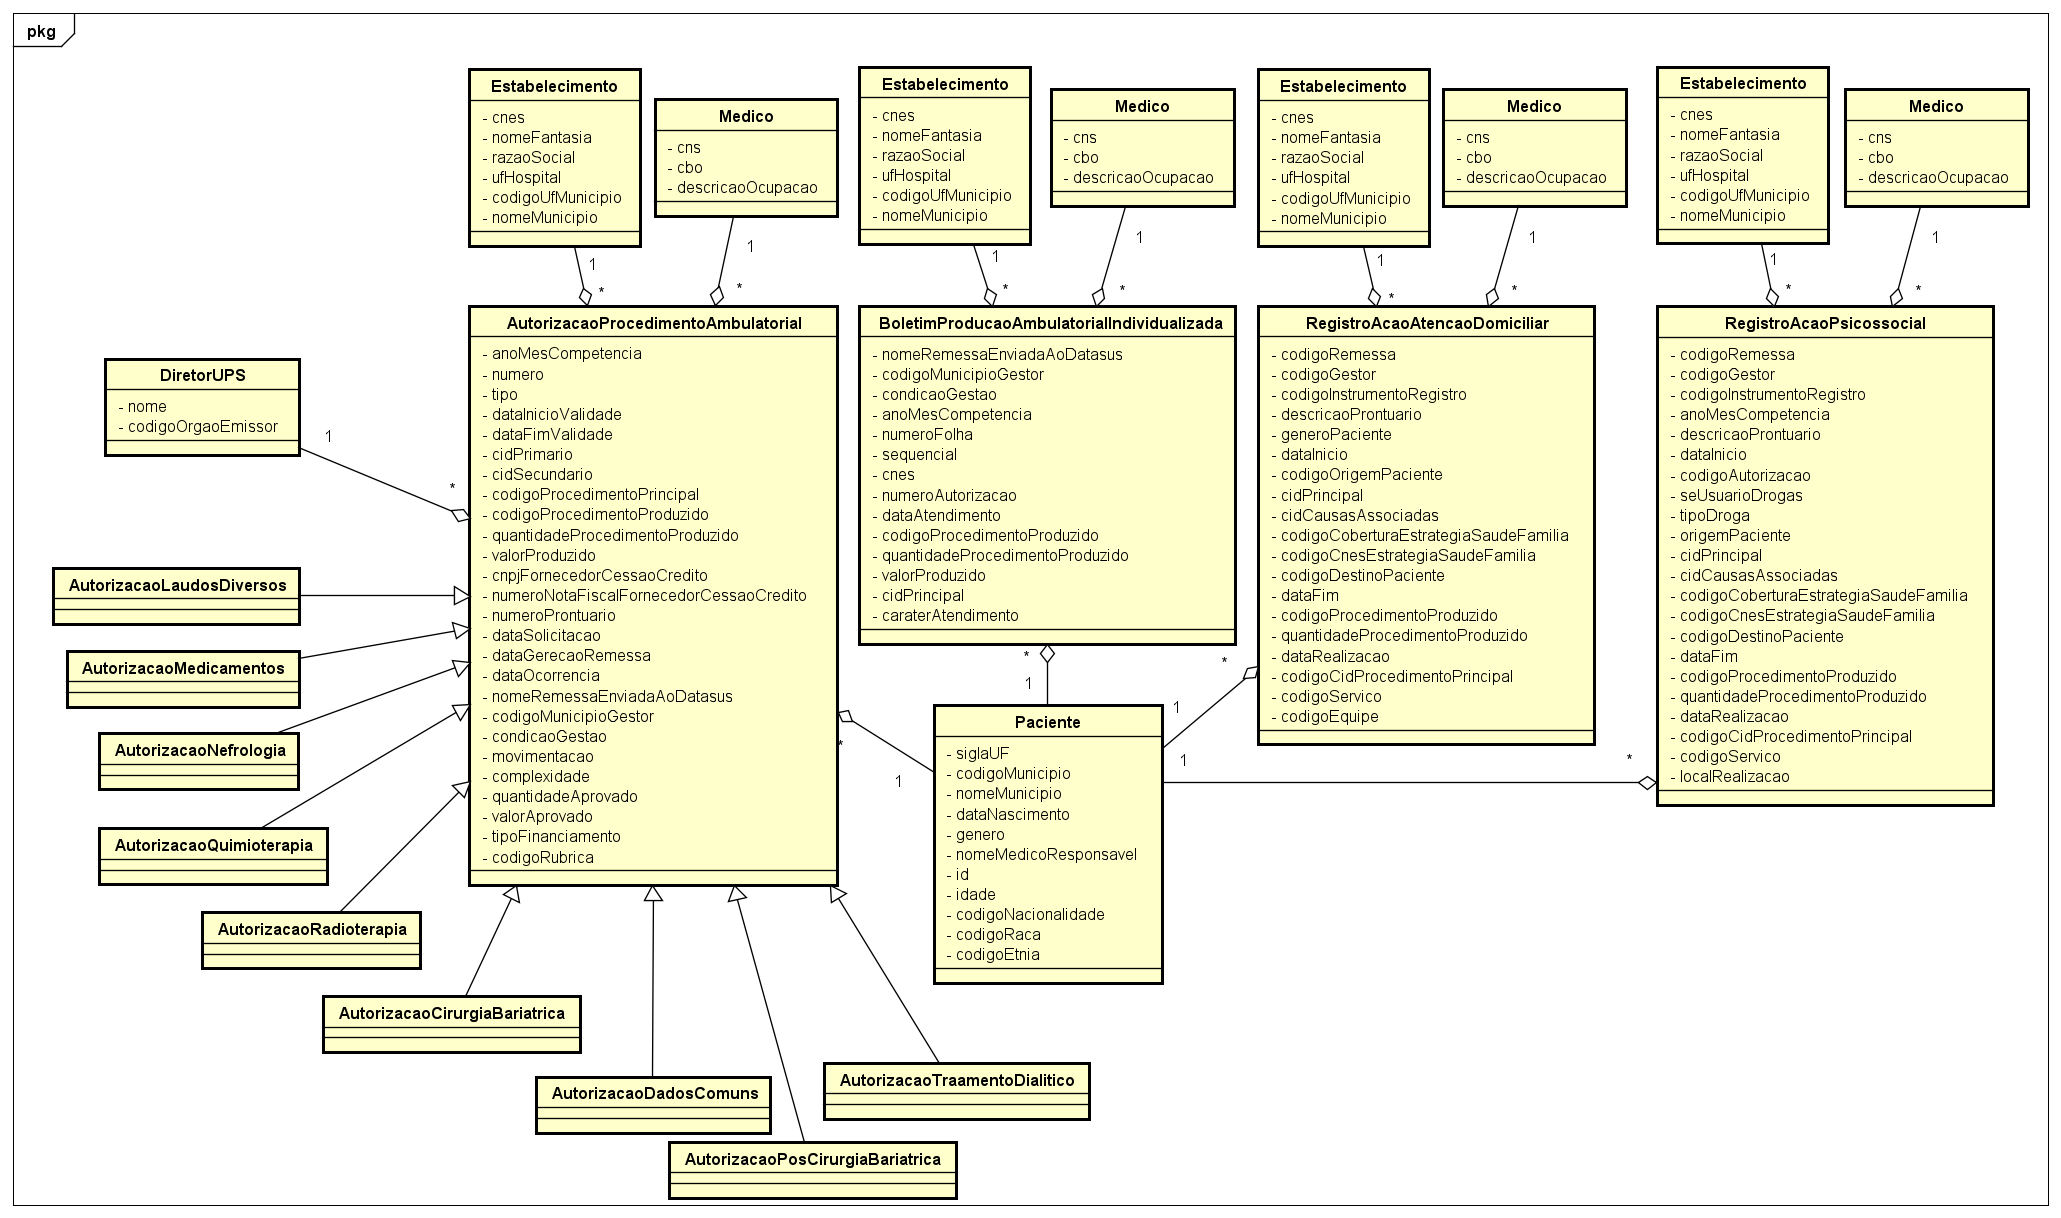 pkg
Estabelecimento
- cnes
- nomeFantasia
- razaoSocial
- ufHospital
- codigoUfMunicipio
- nomeMunicipio
Medico
- cns
- cbo
- descricaoOcupacao
Estabelecimento
- cnes
- nomeFantasia
- razaoSocial
- ufHospital
- codigoUfMunicipio
- nomeMunicipio
Medico
- cns
- cbo
- descricaoOcupacao
Estabelecimento
- cnes
- nomeFantasia
- razaoSocial
- ufHospital
- codigoUfMunicipio
- nomeMunicipio
Medico
- cns
- cbo
- descricaoOcupacao
Estabelecimento
- cnes
- nomeFantasia
- razaoSocial
- ufHospital
- codigoUfMunicipio
- nomeMunicipio
Medico
- cns
- cbo
- descricaoOcupacao
1
*
1
*
1
*
1
*
1
*
1
*
1
*
1
*
DiretorUPS
- nome
- codigoOrgaoEmissor
1
*
AutorizacaoProcedimentoAmbulatorial
- anoMesCompetencia
- numero
- tipo
- dataInicioValidade
- dataFimValidade
- cidPrimario
- cidSecundario
- codigoProcedimentoPrincipal
- codigoProcedimentoProduzido
- quantidadeProcedimentoProduzido
- valorProduzido
- cnpjFornecedorCessaoCredito
- numeroNotaFiscalFornecedorCessaoCredito
- numeroProntuario
- dataSolicitacao
- dataGerecaoRemessa
- dataOcorrencia
- nomeRemessaEnviadaAoDatasus
- codigoMunicipioGestor
- condicaoGestao
- movimentacao
- complexidade
- quantidadeAprovado
- valorAprovado
- tipoFinanciamento
- codigoRubrica
BoletimProducaoAmbulatorialIndividualizada
- nomeRemessaEnviadaAoDatasus
- codigoMunicipioGestor
- condicaoGestao
- anoMesCompetencia
- numeroFolha
- sequencial
- cnes
- numeroAutorizacao
- dataAtendimento
- codigoProcedimentoProduzido
- quantidadeProcedimentoProduzido
- valorProduzido
- cidPrincipal
- caraterAtendimento
RegistroAcaoAtencaoDomiciliar
- codigoRemessa
- codigoGestor
- codigoInstrumentoRegistro
- descricaoProntuario
- generoPaciente
- dataInicio
- codigoOrigemPaciente
- cidPrincipal
- cidCausasAssociadas
- codigoCoberturaEstrategiaSaudeFamilia
- codigoCnesEstrategiaSaudeFamilia
- codigoDestinoPaciente
- dataFim
- codigoProcedimentoProduzido
- quantidadeProcedimentoProduzido
- dataRealizacao
- codigoCidProcedimentoPrincipal
- codigoServico
- codigoEquipe
RegistroAcaoPsicossocial
- codigoRemessa
- codigoGestor
- codigoInstrumentoRegistro
- anoMesCompetencia
- descricaoProntuario
- dataInicio
- codigoAutorizacao
- seUsuarioDrogas
- tipoDroga
- origemPaciente
- cidPrincipal
- cidCausasAssociadas
- codigoCoberturaEstrategiaSaudeFamilia
- codigoCnesEstrategiaSaudeFamilia
- codigoDestinoPaciente
- dataFim
- codigoProcedimentoProduzido
- quantidadeProcedimentoProduzido
- dataRealizacao
- codigoCidProcedimentoPrincipal
- codigoServico
- localRealizacao
*
1
*
1
*
1
*
1
Paciente
- siglaUF
- codigoMunicipio
- nomeMunicipio
- dataNascimento
- genero
- nomeMedicoResponsavel
- id
- idade
- codigoNacionalidade
- codigoRaca
- codigoEtnia
AutorizacaoLaudosDiversos
AutorizacaoMedicamentos
AutorizacaoNefrologia
AutorizacaoQuimioterapia
AutorizacaoRadioterapia
AutorizacaoCirurgiaBariatrica
AutorizacaoDadosComuns
AutorizacaoTraamentoDialitico
AutorizacaoPosCirurgiaBariatrica